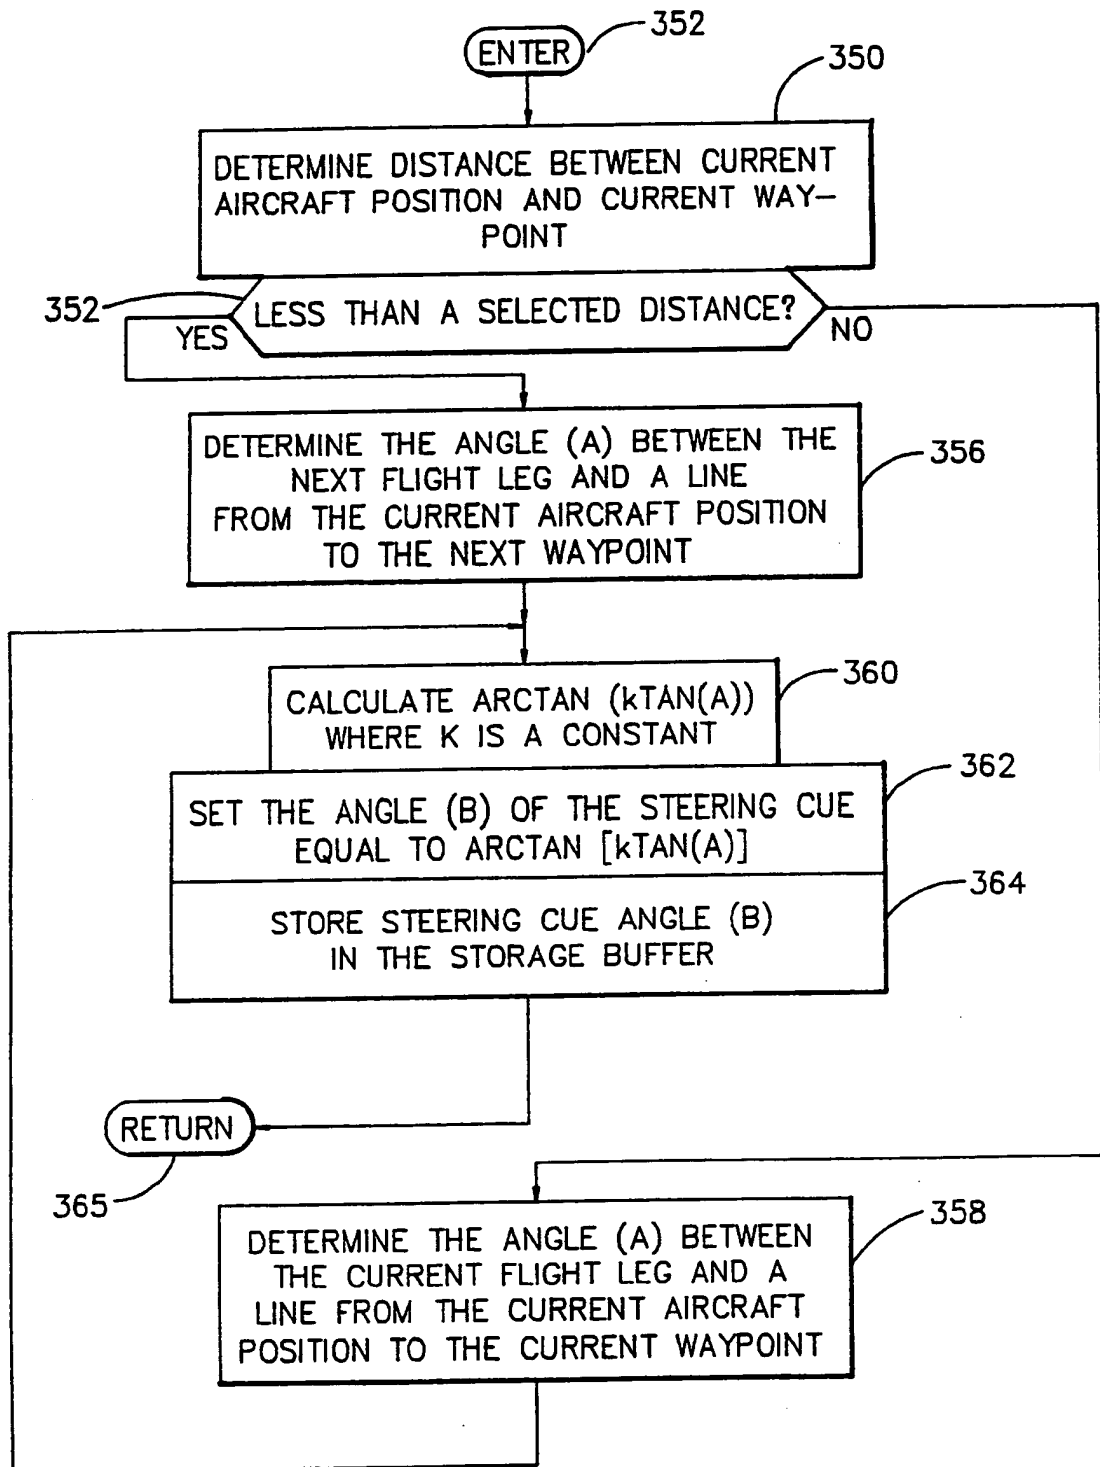 ENTER
352
350
DETERMINE DISTANCE BETWEEN CURRENT
AIRCRAFT POSITION AND CURRENT WAY-
POINT
352
LESS THAN A SELECTED DISTANCE?
YES
NO
DETERMINE THE ANGLE (A) BETWEEN THE
NEXT FLIGHT LEG AND A LINE
FROM THE CURRENT AIRCRAFT POSITION
TO THE NEXT WAYPOINT
356
CALCULATE ARCTAN (kTAN(A))
WHERE K IS A CONSTANT
360
SET THE ANGLE (B) OF THE STEERING CUE
EQUAL TO ARCTAN [kTAN(A)]
362
STORE STEERING CUE ANGLE (B)
IN THE STORAGE BUFFER
364
RETURN
365
DETERMINE THE ANGLE (A) BETWEEN
THE CURRENT FLIGHT LEG AND A
LINE FROM THE CURRENT AIRCRAFT
POSITION TO THE CURRENT WAYPOINT
358